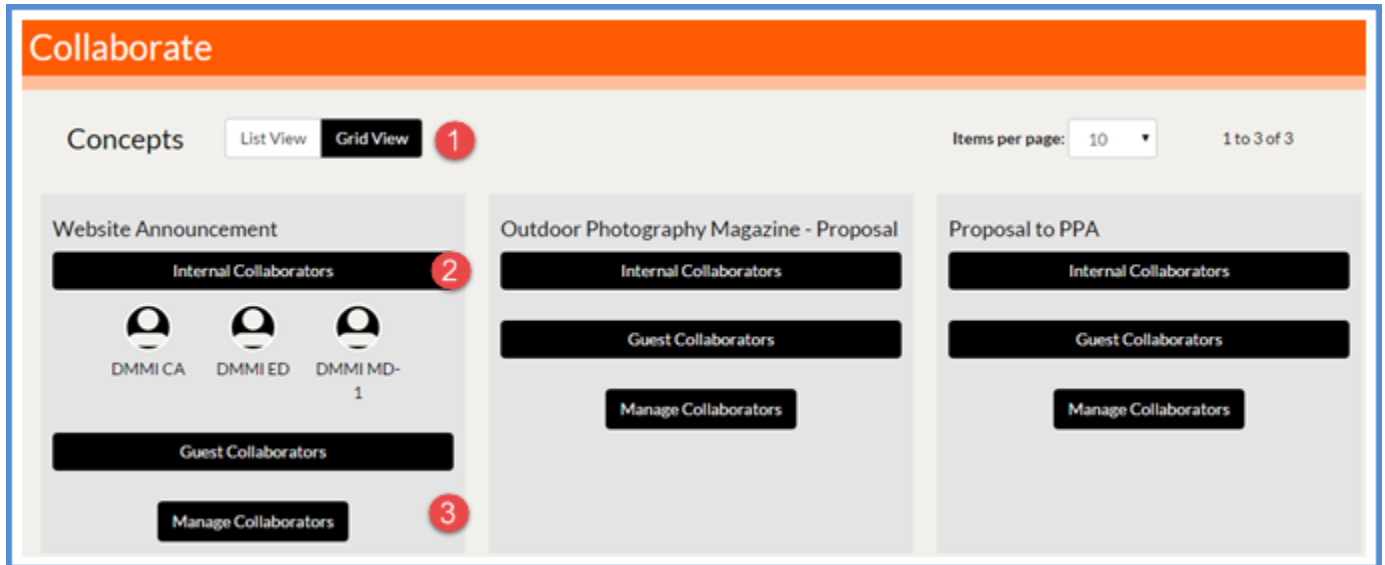 Collaborate
Concepts List View Grid View 1 Items per page: 10 1 to 3 of 3
Website Announcement
Internal Collaborators 2
DMMI CA DMMI ED DMMI MD-
1
Guest Collaborators
Manage Collaborators 3
Outdoor Photography Magazine - Proposal
Internal Collaborators
Guest Collaborators
Manage Collaborators
Proposal to PPA
Internal Collaborators
Guest Collaborators
Manage Collaborators